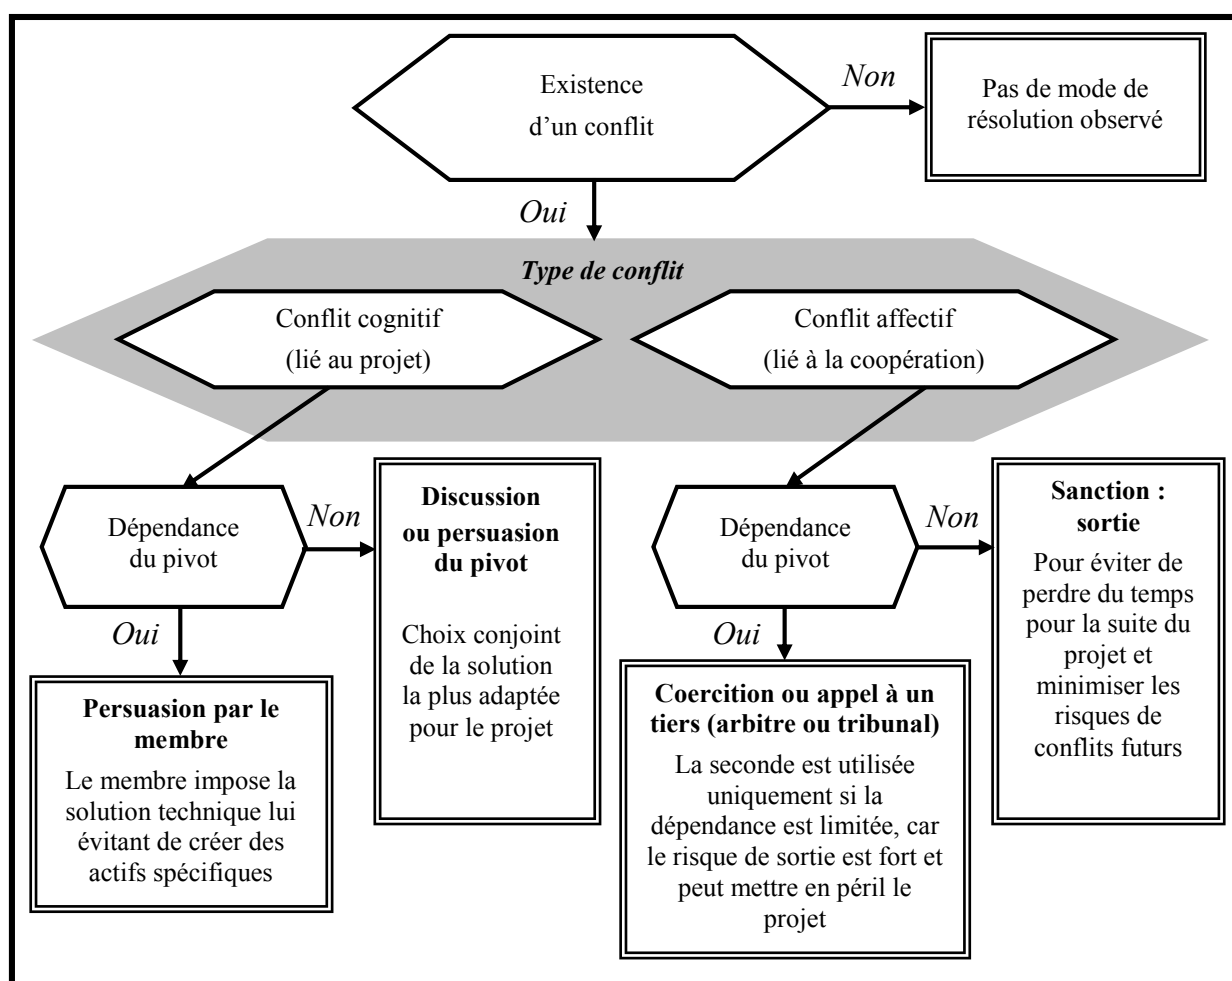 Existence
d’un conflit
Non
Pas de mode de
résolution observé
Oui
Type de conflit
Conflit cognitif
(lié au projet)
Conflit affectif
(lié à la coopération)
Dépendance
du pivot
Non
Discussion
ou persuasion
du pivot
Choix conjoint
de la solution
la plus adaptée
pour le projet
Oui
Persuasion par le
membre
Le membre impose la
solution technique lui
évitant de créer des
actifs spécifiques
Dépendance
du pivot
Non
Sanction :
sortie
Pour éviter de
perdre du temps
pour la suite du
projet et
minimiser les
risques de
conflits futurs
Oui
Coercition ou appel à un
tiers (arbitre ou tribunal)
La seconde est utilisée
uniquement si la
dépendance est limitée, car
le risque de sortie est fort et
peut mettre en péril le
projet